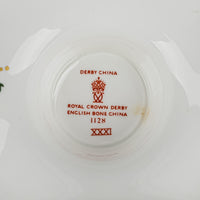 DERBY CHINA
ROYAL CROWN DERBY
ENGLISH BONE CHINA
1128
XXXI